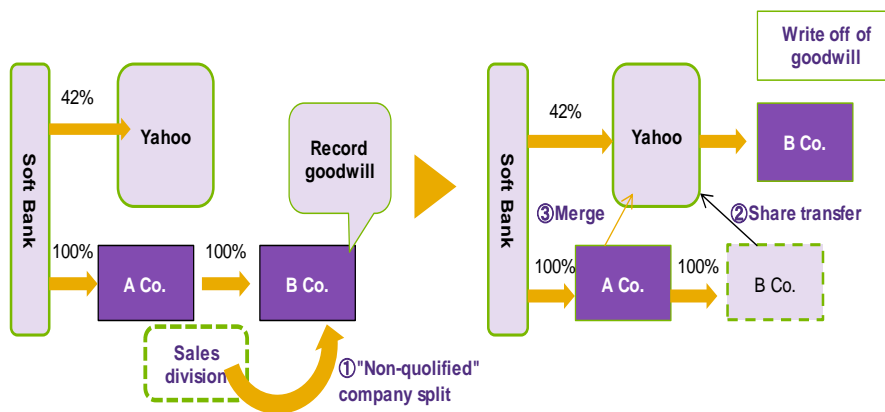 42%
Yahoo
Soft Bank
Record
goodwill
100%
100%
A Co.
B Co.
Sales
division
①"Non-quolified"
company split
Write off of
goodwill
42%
Yahoo
B Co.
Soft Bank
③Merge
②Share transfer
100%
100%
A Co.
B Co.